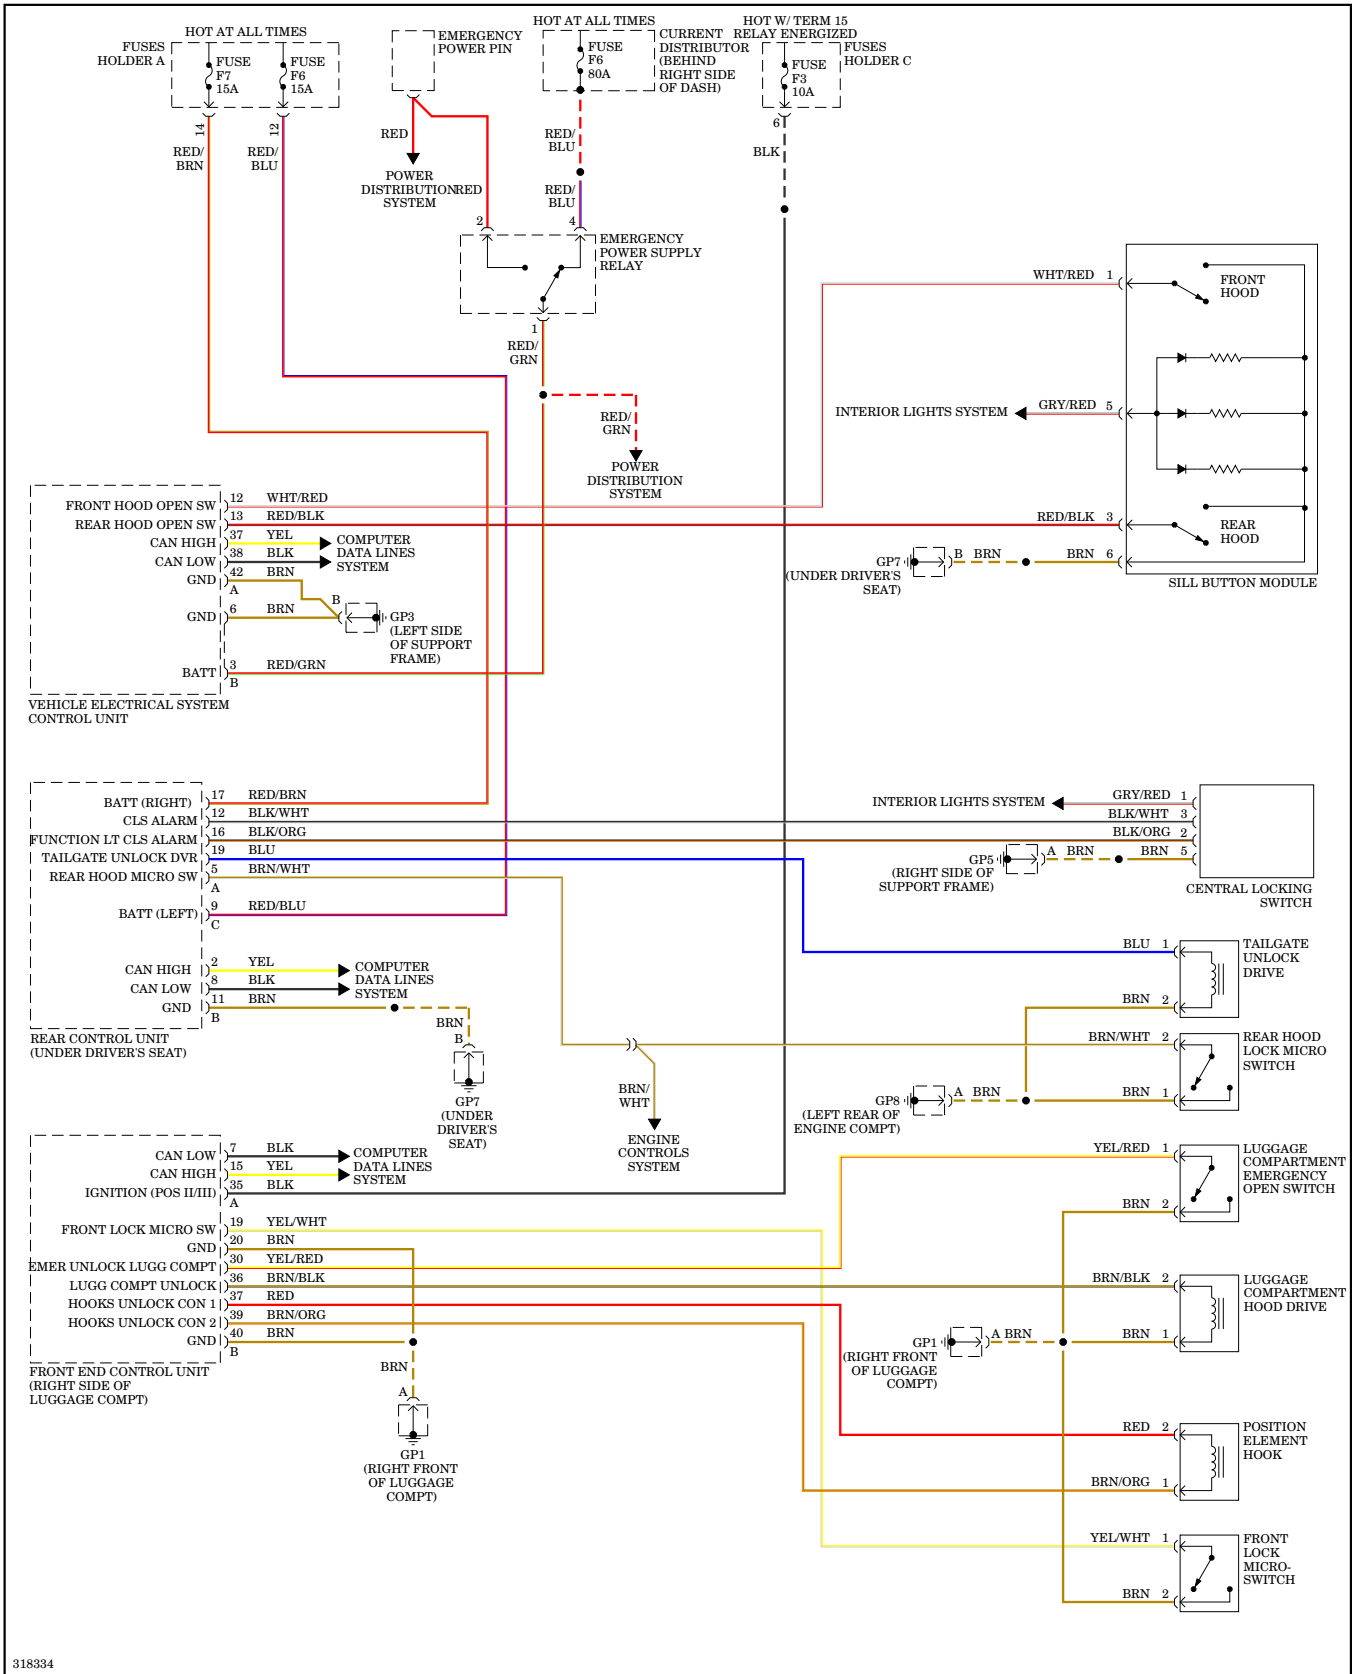 HOT AT ALL TIMES
FUSES
HOLDER A
FUSE
F7
15A
FUSE
F6
15A
14
12
RED/
BRN
RED/
BLU
EMERGENCY
POWER PIN
RED
POWER
DISTRIBUTION
SYSTEM
RED
HOT AT ALL TIMES
FUSE
F6
80A
CURRENT
DISTRIBUTOR
(BEHIND
RIGHT SIDE
OF DASH)
RED/
BLU
RED/
BLU
HOT W/ TERM 15
RELAY ENERGIZED
FUSE
F3
10A
FUSES
HOLDER C
6
BLK
2
4
EMERGENCY
POWER SUPPLY
RELAY
1
RED/
GRN
RED/
GRN
POWER
DISTRIBUTION
SYSTEM
WHT/RED 1
FRONT
HOOD
INTERIOR LIGHTS SYSTEM
GRY/RED 5
RED/BLK 3
REAR
HOOD
GP7
(UNDER DRIVER'S
SEAT)
B BRN
BRN 6
SILL BUTTON MODULE
FRONT HOOD OPEN SW 12 WHT/RED
REAR HOOD OPEN SW 13 RED/BLK
CAN HIGH 37 YEL
CAN LOW 38 BLK
COMPUTER
DATA LINES
SYSTEM
GND 42 BRN
A
GND 6 BRN
B
GP3
(LEFT SIDE
OF SUPPORT
FRAME)
BATT 3 RED/GRN
B
VEHICLE ELECTRICAL SYSTEM
CONTROL UNIT
BATT (RIGHT) 17 RED/BRN
CLS ALARM 12 BLK/WHT
FUNCTION LT CLS ALARM 16 BLK/ORG
TAILGATE UNLOCK DVR 19 BLU
REAR HOOD MICRO SW 5 BRN/WHT
A
BATT (LEFT) 9 RED/BLU
C
CAN HIGH 2 YEL
CAN LOW 8 BLK
COMPUTER
DATA LINES
SYSTEM
GND 11 BRN
B
REAR CONTROL UNIT
(UNDER DRIVER'S SEAT)
BRN
B
GP7
(UNDER
DRIVER'S
SEAT)
BRN/
WHT
ENGINE
CONTROLS
SYSTEM
INTERIOR LIGHTS SYSTEM
GRY/RED 1
BLK/WHT 3
BLK/ORG 2
GP5
(RIGHT SIDE OF
SUPPORT FRAME)
A BRN
BRN 5
CENTRAL LOCKING
SWITCH
BLU 1
BRN 2
TAILGATE
UNLOCK
DRIVE
BRN/WHT 2
BRN 1
REAR HOOD
LOCK MICRO
SWITCH
GP8
(LEFT REAR OF
ENGINE COMPT)
A BRN
YEL/RED 1
BRN 2
LUGGAGE
COMPARTMENT
EMERGENCY
OPEN SWITCH
BRN/BLK 2
BRN 1
LUGGAGE
COMPARTMENT
HOOD DRIVE
GP1
(RIGHT FRONT
OF LUGGAGE
COMPT)
A BRN
RED 2
BRN/ORG 1
POSITION
ELEMENT
HOOK
YEL/WHT 1
BRN 2
FRONT
LOCK
MICRO-
SWITCH
CAN LOW 7 BLK
CAN HIGH 15 YEL
COMPUTER
DATA LINES
SYSTEM
IGNITION (POS II/III) 35 BLK
A
FRONT LOCK MICRO SW 19 YEL/WHT
GND 20 BRN
EMER UNLOCK LUGG COMPT 30 YEL/RED
LUGG COMPT UNLOCK 36 BRN/BLK
HOOKS UNLOCK CON 1 37 RED
HOOKS UNLOCK CON 2 39 BRN/ORG
GND 40 BRN
B
FRONT END CONTROL UNIT
(RIGHT SIDE OF
LUGGAGE COMPT)
BRN
A
GP1
(RIGHT FRONT
OF LUGGAGE
COMPT)
318334